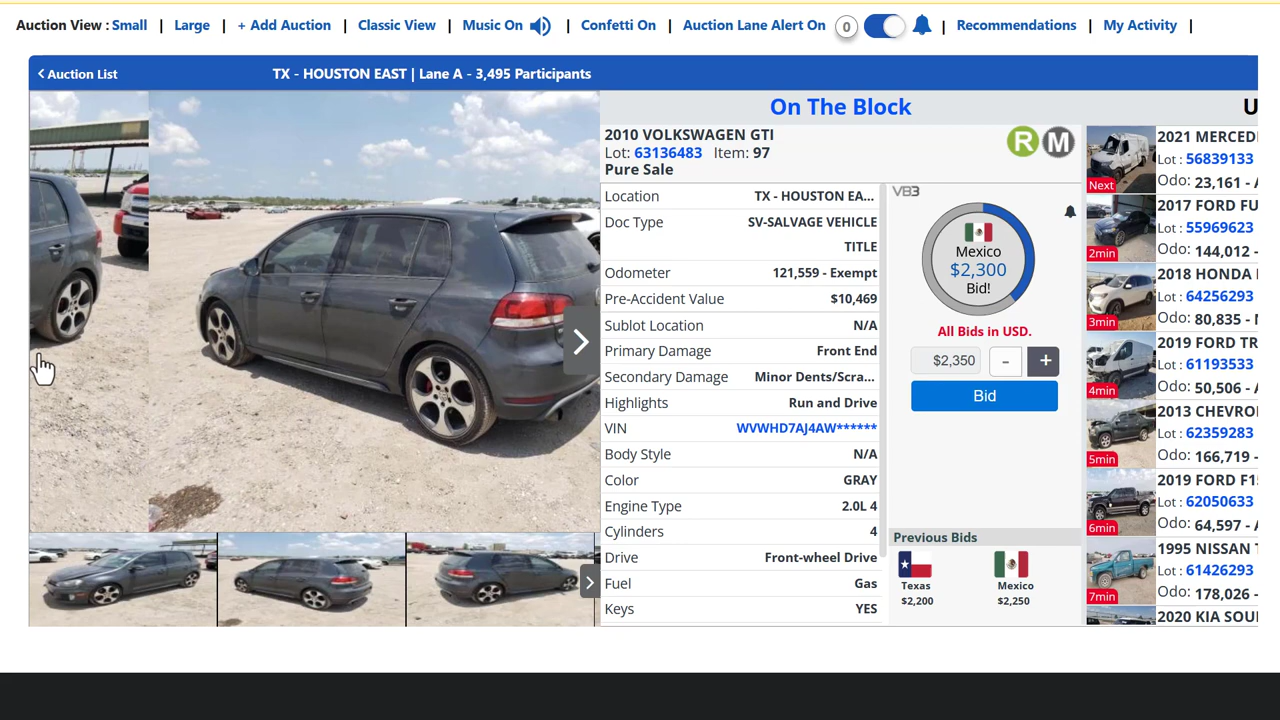 Auction View : Small | Large | + Add Auction | Classic View | Music On | Confetti On | Auction Lane Alert On 0 | Recommendations | My Activity |
Auction List
TX - HOUSTON EAST | Lane A - 3,495 Participants
On The Block
2010 VOLKSWAGEN GTI
Lot: 63136483 Item: 97
Pure Sale
R M
Location TX - HOUSTON EA...
Doc Type SV-SALVAGE VEHICLE
TITLE
Odometer 121,559 - Exempt
Pre-Accident Value $10,469
Sublot Location N/A
Primary Damage Front End
Secondary Damage Minor Dents/Scra...
Highlights Run and Drive
VIN WVWHD7AJ4AW******
Body Style N/A
Color GRAY
Engine Type 2.0L 4
Cylinders 4
Drive Front-wheel Drive
Fuel Gas
Keys YES
VB3
Mexico
$2,300
Bid!
All Bids in USD.
$2,350 - +
Bid
Previous Bids
Texas Mexico
$2,200 $2,250
U
2021 MERCED
Lot : 56839133
Next Odo: 23,161 - A
2017 FORD FU
Lot : 55969623
2min Odo: 144,012 -
2018 HONDA
Lot : 64256293
3min Odo: 80,835 -
2019 FORD TR
Lot : 61193533
4min Odo: 50,506 - A
2013 CHEVRO
Lot : 62359283
5min Odo: 166,719 -
2019 FORD F1
Lot : 62050633
6min Odo: 64,597 - A
1995 NISSAN T
Lot : 61426293
7min Odo: 178,026 -
2020 KIA SOU